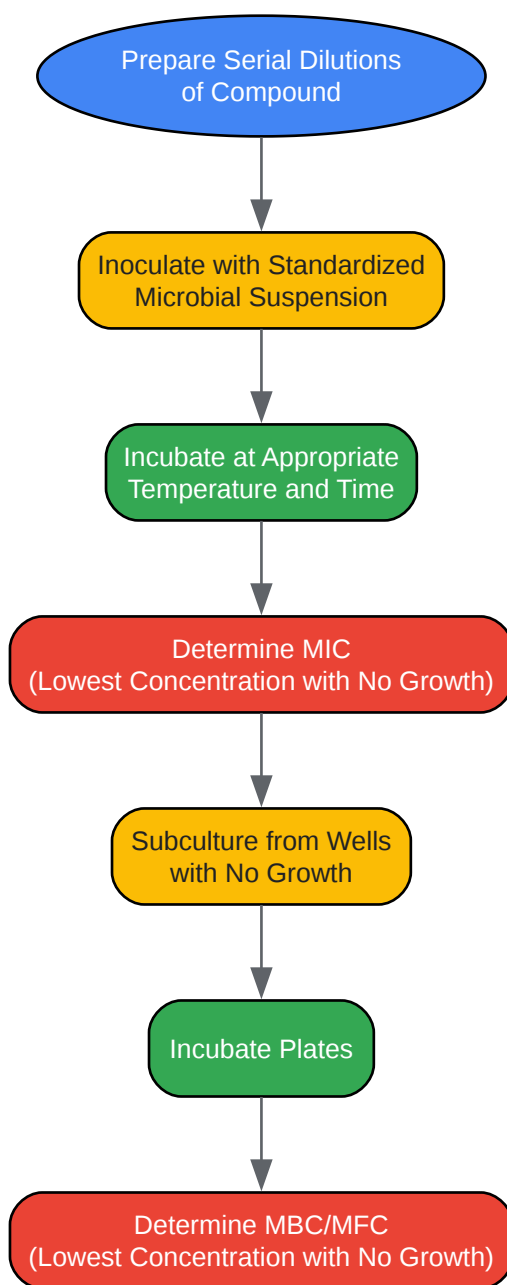 Prepare Serial Dilutions
of Compound
Inoculate with Standardized
Microbial Suspension
Incubate at Appropriate
Temperature and Time
Determine MIC
(Lowest Concentration with No Growth)
Subculture from Wells
with No Growth
Incubate Plates
Determine MBC/MFC
(Lowest Concentration with No Growth)